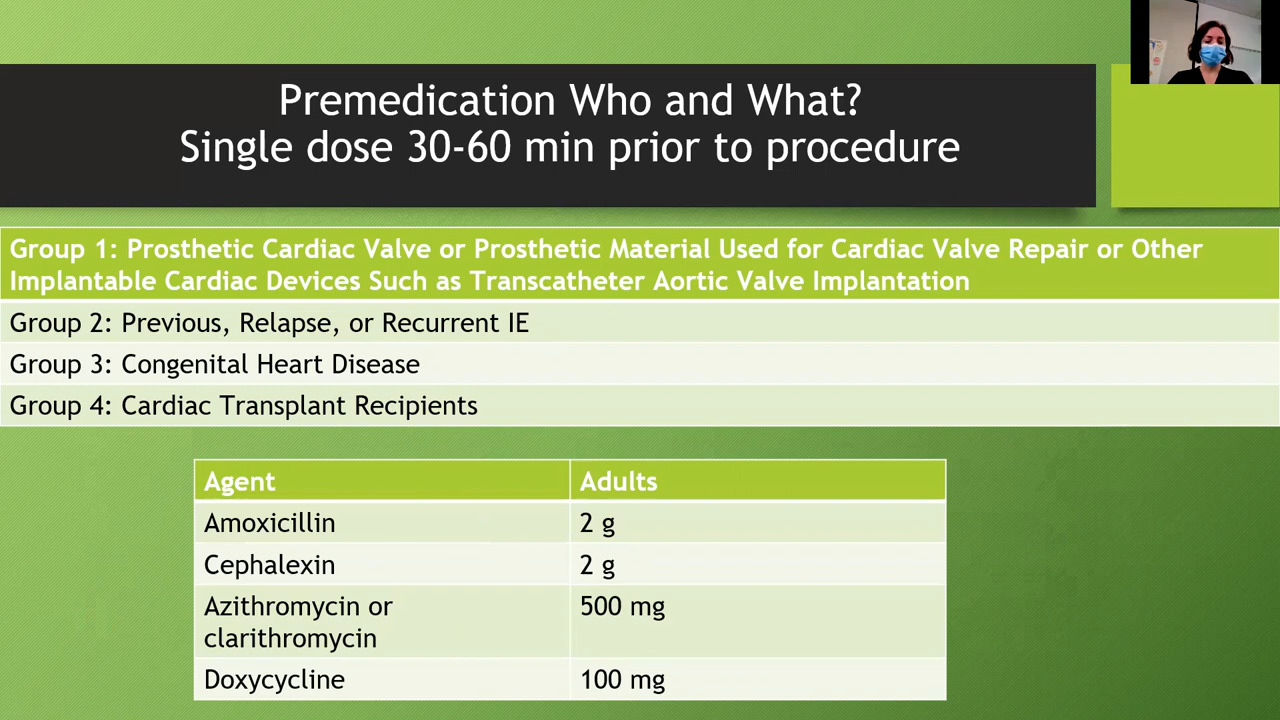 Premedication Who and What?
Single dose 30-60 min prior to procedure
Group 1: Prosthetic Cardiac Valve or Prosthetic Material Used for Cardiac Valve Repair or Other
Implantable Cardiac Devices Such as Transcatheter Aortic Valve Implantation
Group 2: Previous, Relapse, or Recurrent IE
Group 3: Congenital Heart Disease
Group 4: Cardiac Transplant Recipients
Agent Adults
Amoxicillin 2 g
Cephalexin 2 g
Azithromycin or 500 mg
clarithromycin
Doxycycline 100 mg